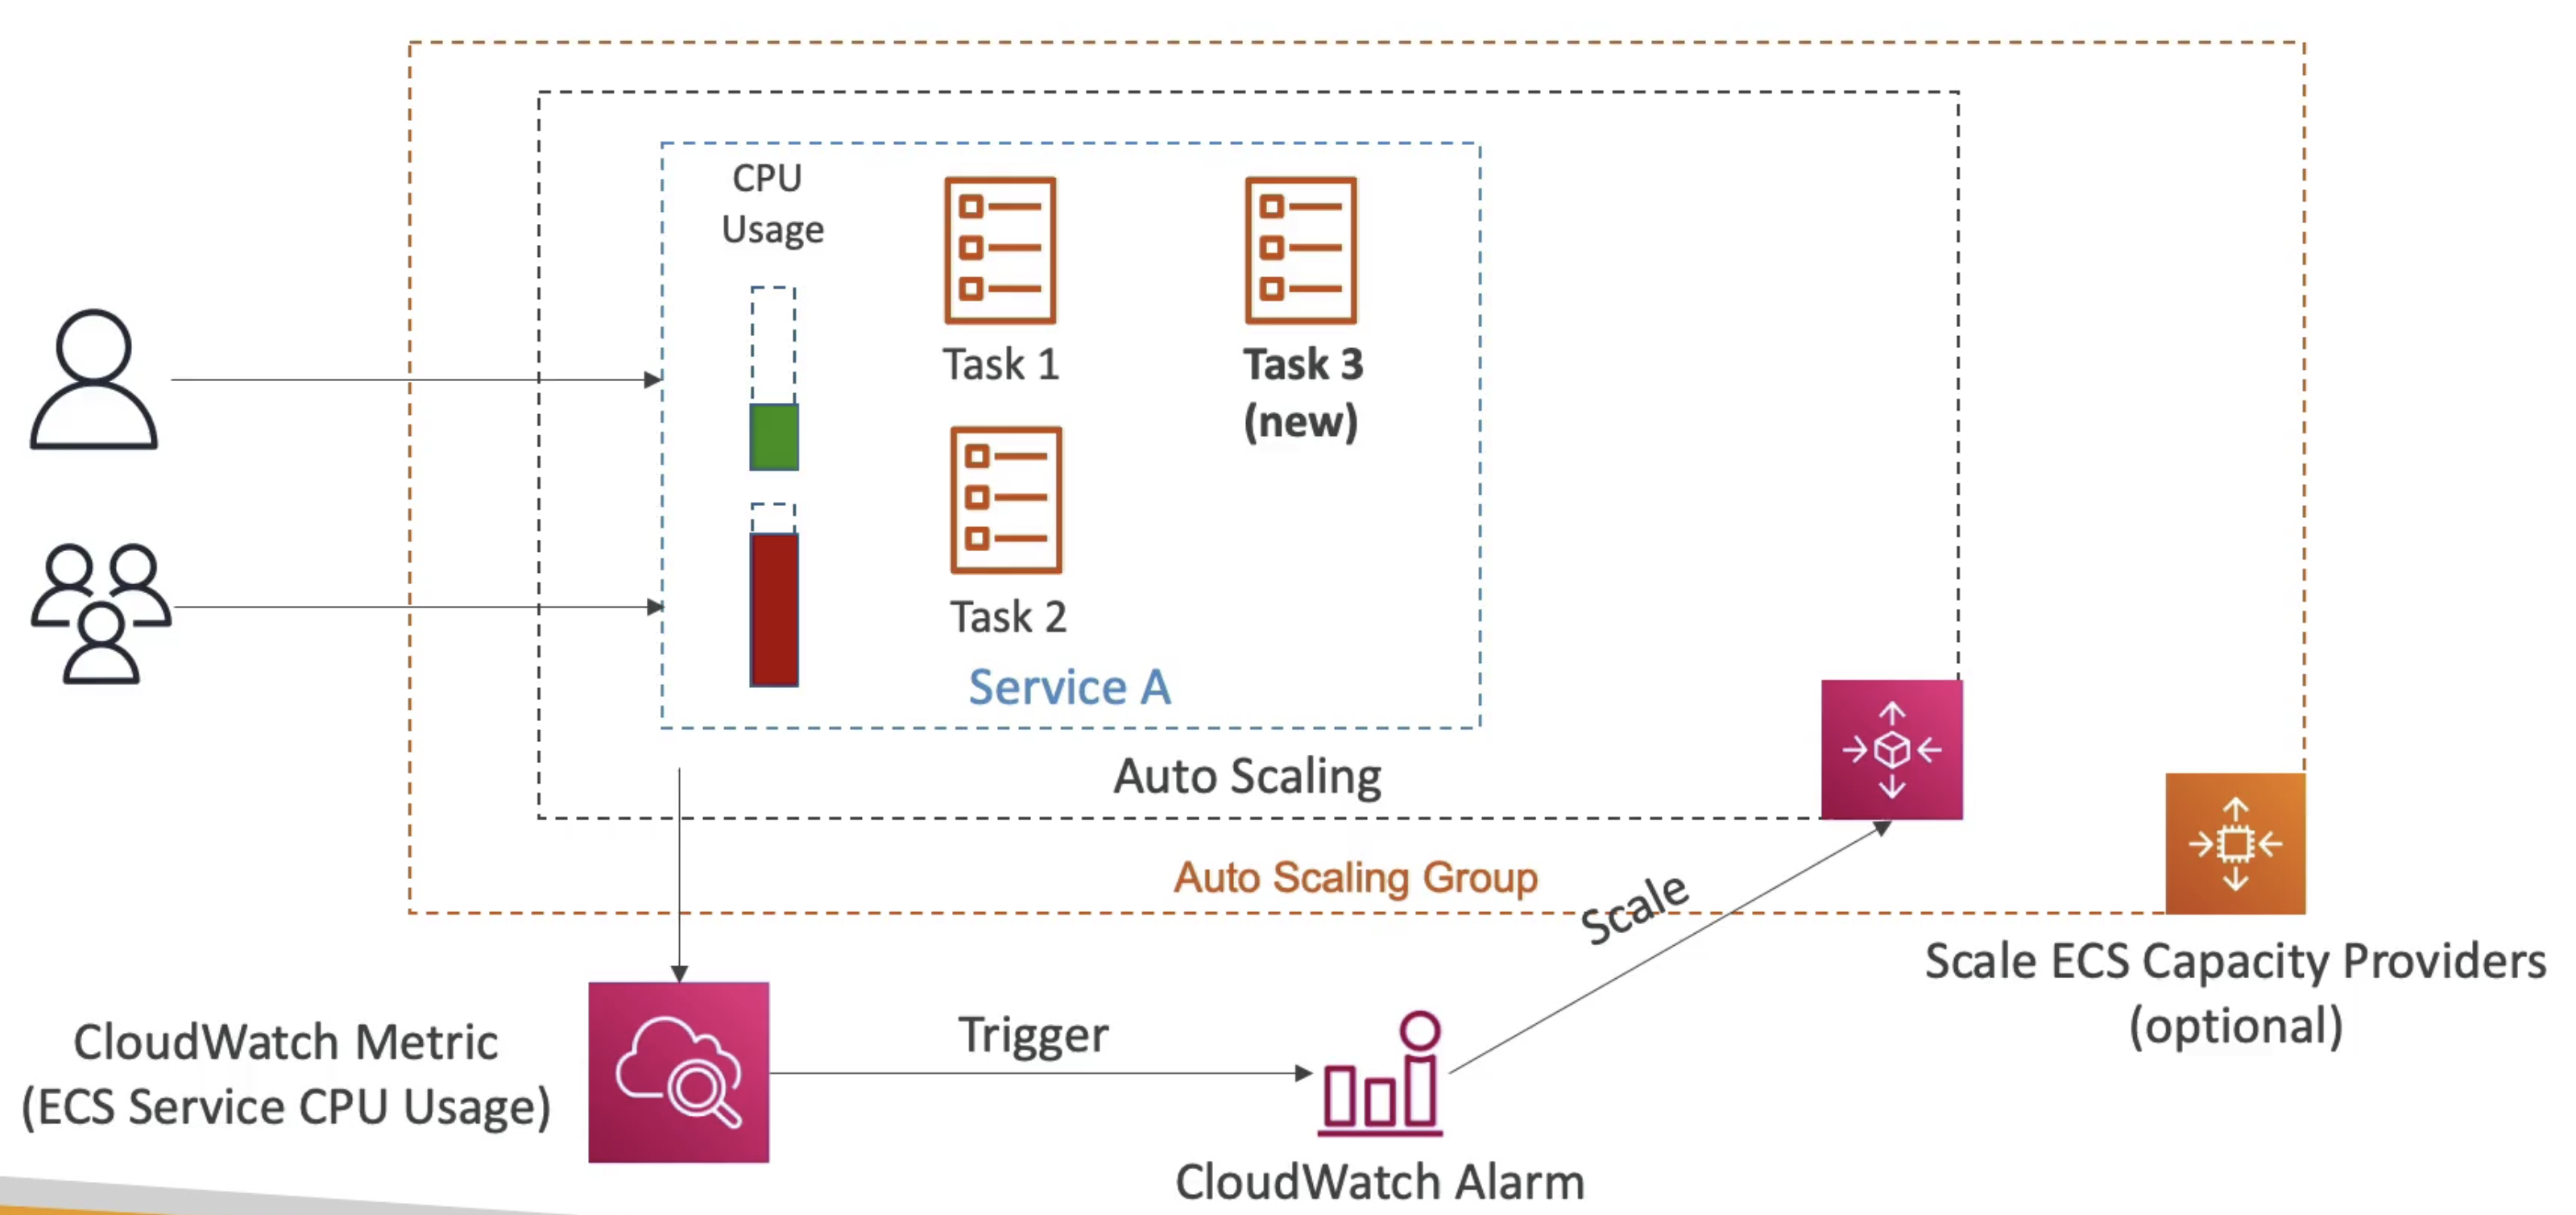 CPU
Usage
Task 1
Task 3
(new)
Task 2
Service A
Auto Scaling
Auto Scaling Group
Scale
Scale ECS Capacity Providers
(optional)
CloudWatch Metric
(ECS Service CPU Usage)
Trigger
CloudWatch Alarm